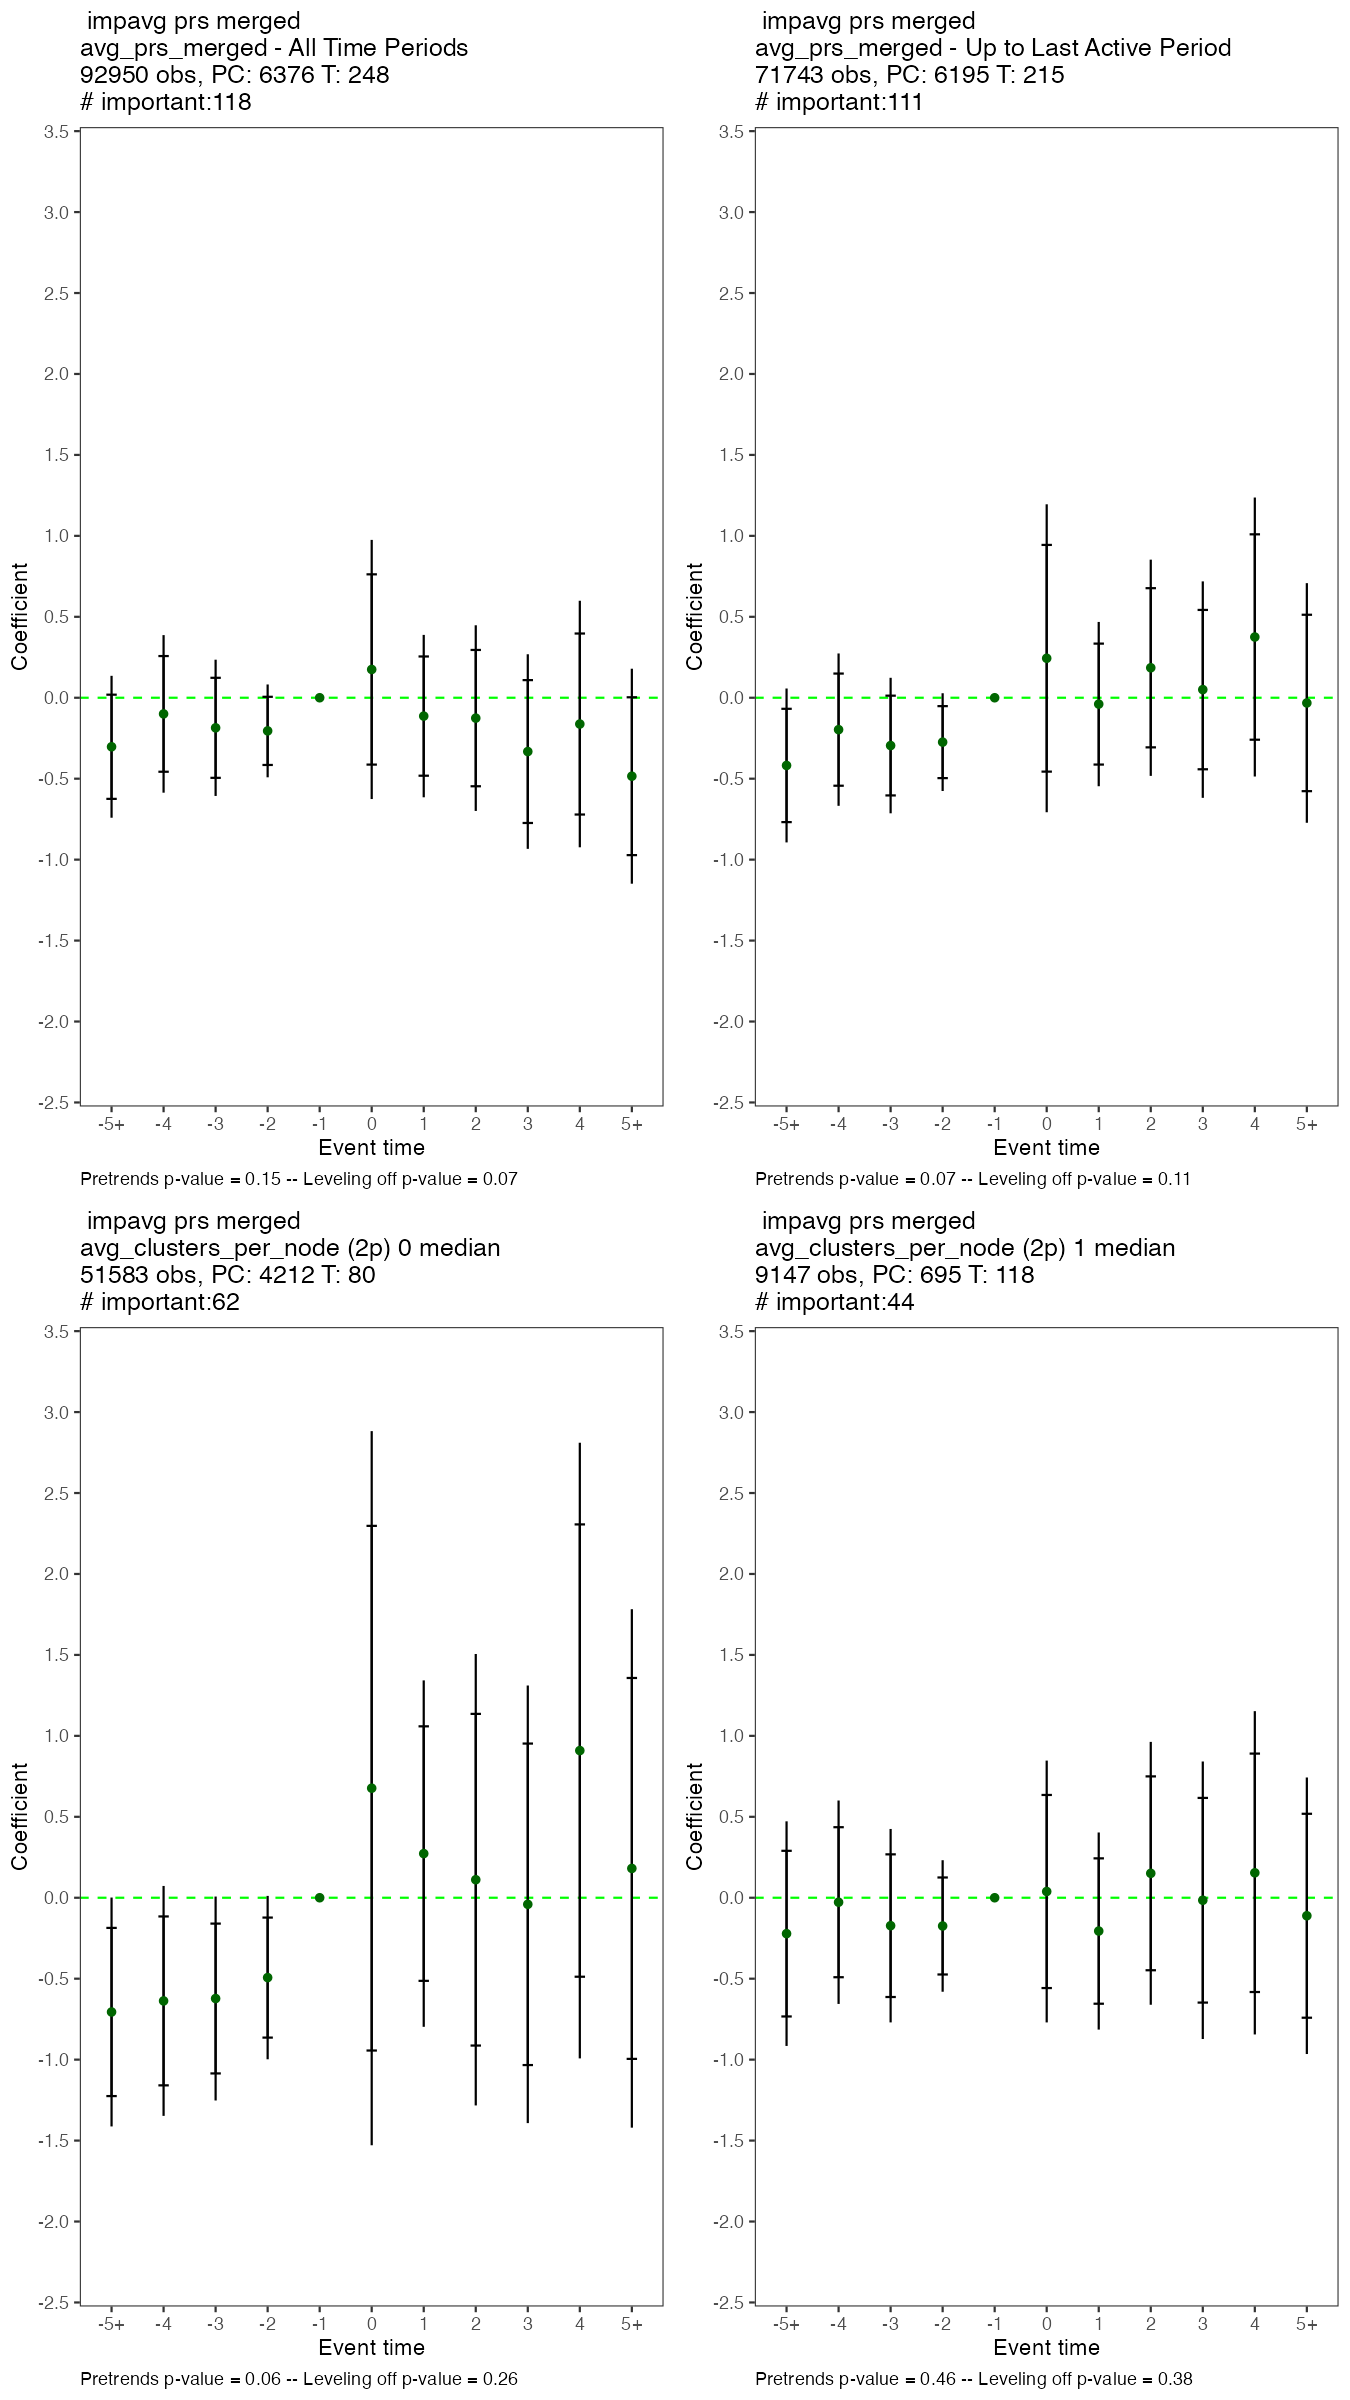 impavg prs merged
avg_prs_merged - All Time Periods
92950 obs, PC: 6376 T: 248
# important:118
3.5
3.0
2.5
2.0
1.5
1.0
0.5
0.0
-0.5
-1.0
-1.5
-2.0
-2.5
Coefficient
-5+ -4 -3 -2 -1 0 1 2 3 4 5+
Event time
Pretrends p-value = 0.15 -- Leveling off p-value = 0.07
impavg prs merged
avg_prs_merged - Up to Last Active Period
71743 obs, PC: 6195 T: 215
# important:111
3.5
3.0
2.5
2.0
1.5
1.0
0.5
0.0
-0.5
-1.0
-1.5
-2.0
-2.5
Coefficient
-5+ -4 -3 -2 -1 0 1 2 3 4 5+
Event time
Pretrends p-value = 0.07 -- Leveling off p-value = 0.11
impavg prs merged
avg_clusters_per_node (2p) 0 median
51583 obs, PC: 4212 T: 80
# important:62
3.5
3.0
2.5
2.0
1.5
1.0
0.5
0.0
-0.5
-1.0
-1.5
-2.0
-2.5
Coefficient
-5+ -4 -3 -2 -1 0 1 2 3 4 5+
Event time
Pretrends p-value = 0.06 -- Leveling off p-value = 0.26
impavg prs merged
avg_clusters_per_node (2p) 1 median
9147 obs, PC: 695 T: 118
# important:44
3.5
3.0
2.5
2.0
1.5
1.0
0.5
0.0
-0.5
-1.0
-1.5
-2.0
-2.5
Coefficient
-5+ -4 -3 -2 -1 0 1 2 3 4 5+
Event time
Pretrends p-value = 0.46 -- Leveling off p-value = 0.38